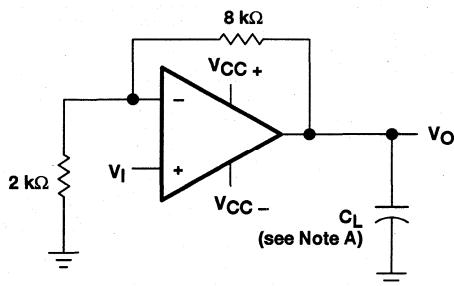 8 kΩ
VCC +
−
VO
VI
+
2 kΩ
VCC −
CL
(see Note A)